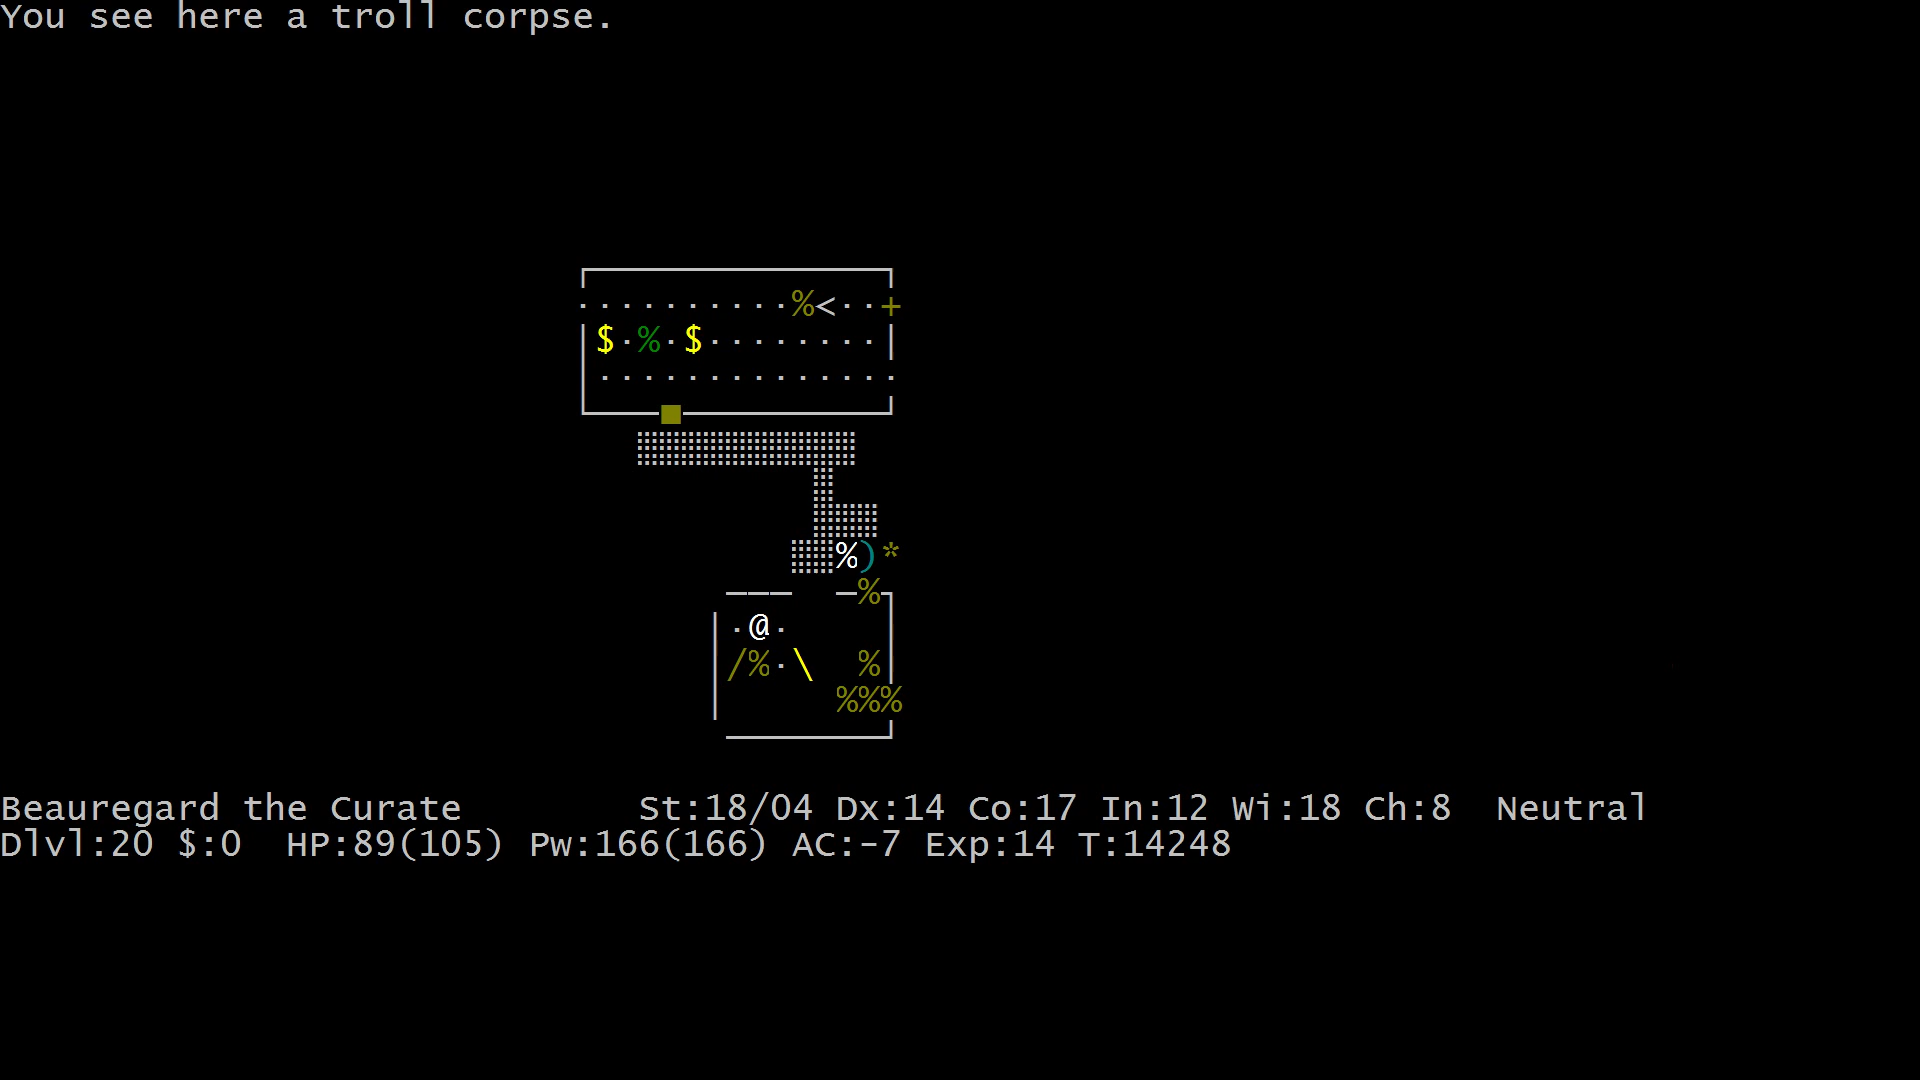 You see here a troll corpse.
..........%<..+
|$.%.$........|
|..............
%)*
%
|.@.
|/%.\ %|
%%%
Beauregard the Curate St:18/04 Dx:14 Co:17 In:12 Wi:18 Ch:8 Neutral
Dlvl:20 $:0 HP:89(105) Pw:166(166) AC:-7 Exp:14 T:14248